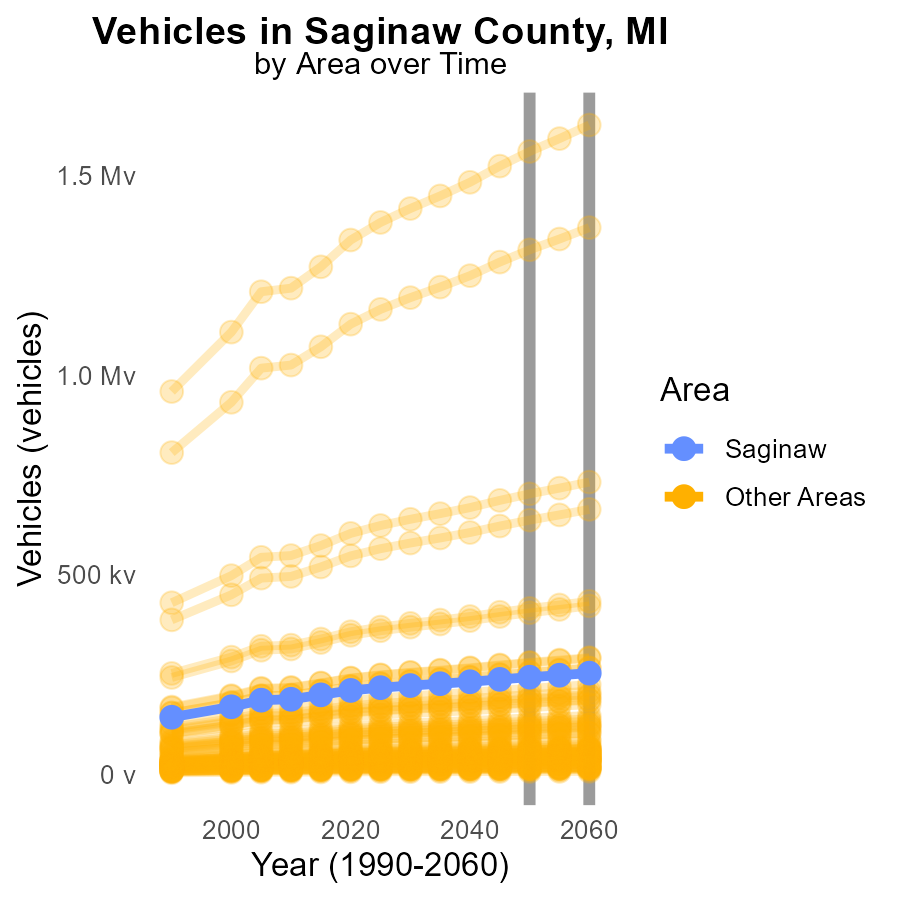 Vehicles in Saginaw County, MI
by Area over Time
Vehicles (vehicles)
1.5 Mv
1.0 Mv
500 kv
0 v
2000 2020 2040 2060
Year (1990-2060)
Area
Saginaw
Other Areas